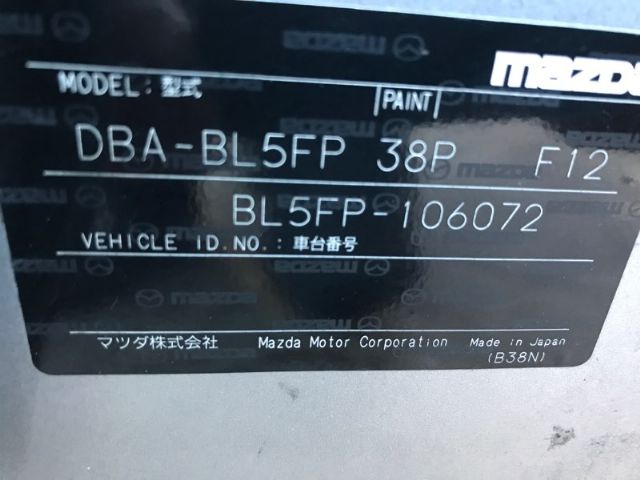 mazda
MODEL:型式 PAINT
DBA-BL5FP 38P F12
BL5FP-106072
VEHICLE ID.NO.:車台番号
マツダ株式会社 Mazda Motor Corporation Made in Japan
(B38N)